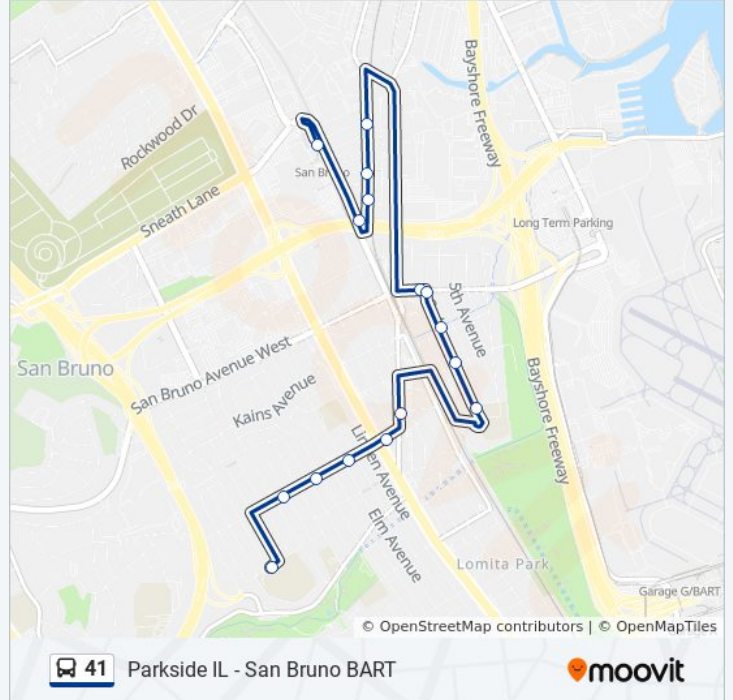 Rockwood Dr
Bayshore Freeway
San Bruno
Sneath Lane
Long Term Parking
5th Avenue
San Bruno
San Bruno Avenue West
Kains Avenue
Bayshore Freeway
Linden Avenue
Elm Avenue
Lomita Park
Garage G/BART
© OpenStreetMap contributors | © OpenMapTiles
41 Parkside IL - San Bruno BART
moovit